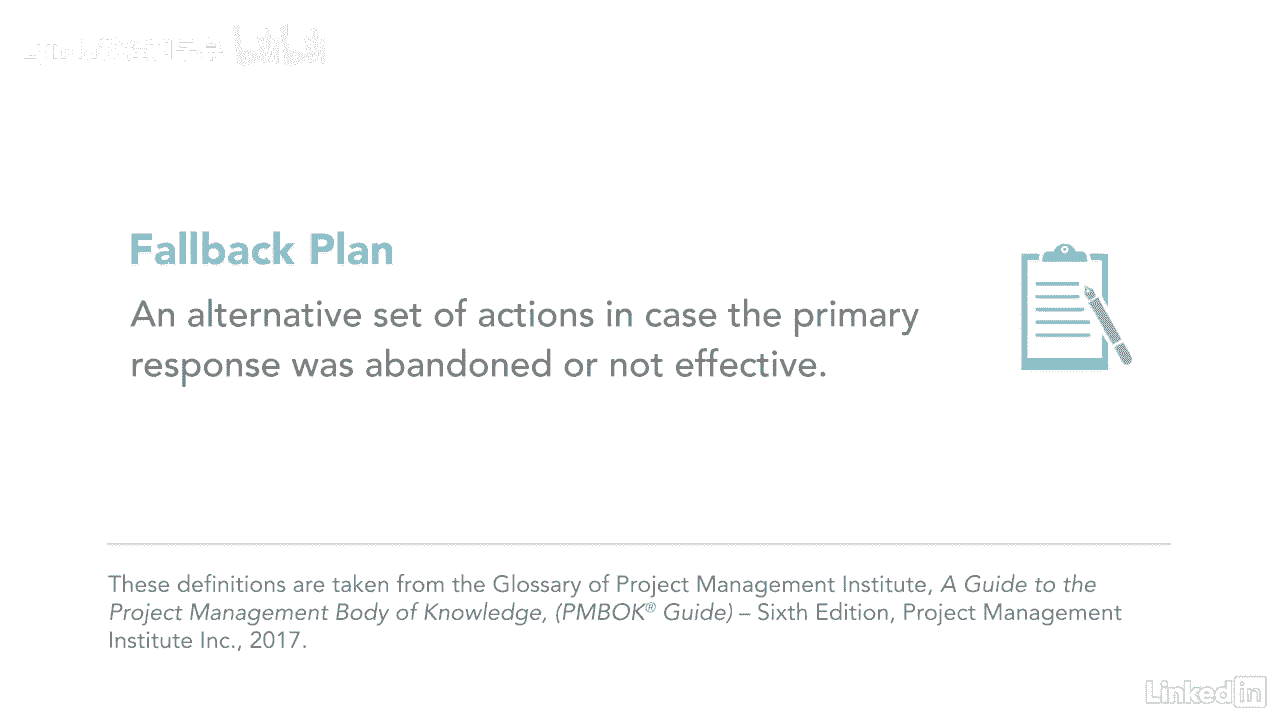 Fallback Plan
An alternative set of actions in case the primary
response was abandoned or not effective.
These definitions are taken from the Glossary of Project Management Institute, A Guide to the
Project Management Body of Knowledge, (PMBOK® Guide) – Sixth Edition, Project Management
Institute Inc., 2017.
Linked in